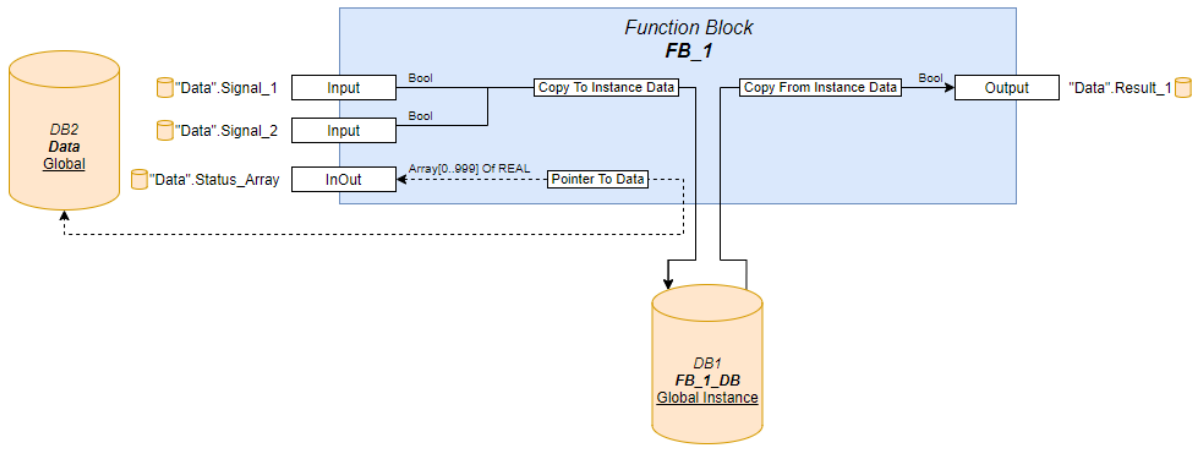 Function Block
FB_1
"Data".Signal_1
Input
Bool
Copy To Instance Data
Copy From Instance Data
Bool
Output
"Data".Result_1
"Data".Signal_2
Input
Bool
DB2
Data
Global
"Data".Status_Array
InOut
Array[0..999] Of REAL
Pointer To Data
DB1
FB_1_DB
Global Instance